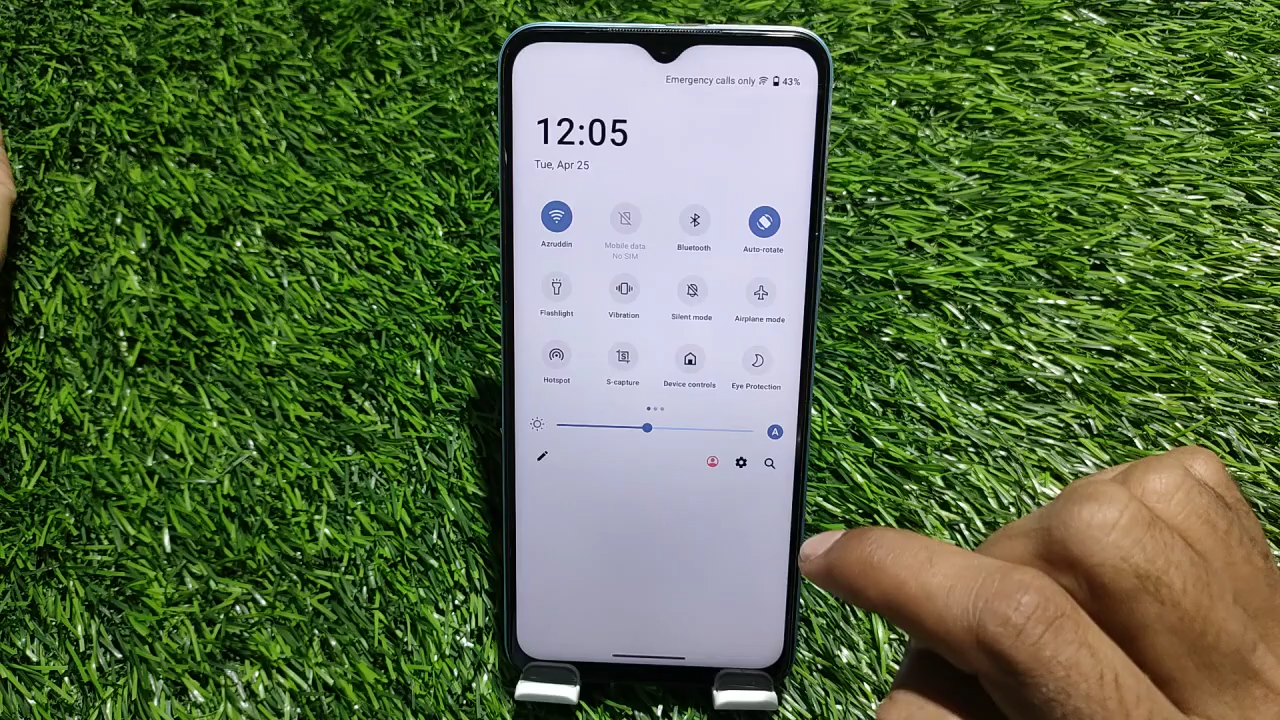 Emergency calls only 43%
12:05
Tue, Apr 25
Azruddin
Mobile data
No SIM
Bluetooth
Auto-rotate
Flashlight
Vibration
Silent mode
Airplane mode
Hotspot
S-capture
Device controls
Eye Protection
A